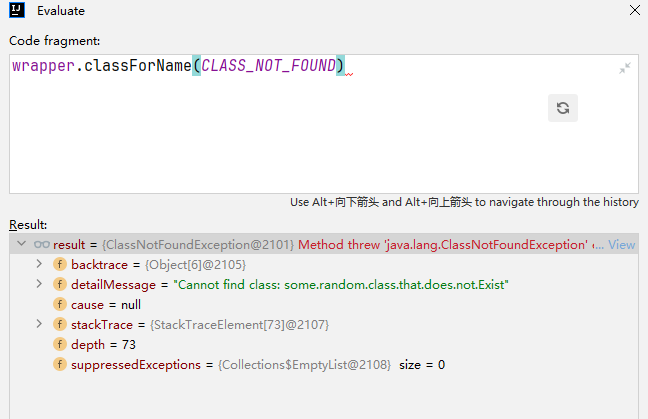 Evaluate
Code fragment:
wrapper.classForName(CLASS_NOT_FOUND)
Use Alt+向下箭头 and Alt+向上箭头 to navigate through the history
Result:
result = {ClassNotFoundException@2101} Method threw 'java.lang.ClassNotFoundException' e... View
backtrace = {Object[6]@2105}
detailMessage = "Cannot find class: some.random.class.that.does.not.Exist"
cause = null
stackTrace = {StackTraceElement[73]@2107}
depth = 73
suppressedExceptions = {Collections$EmptyList@2108} size = 0